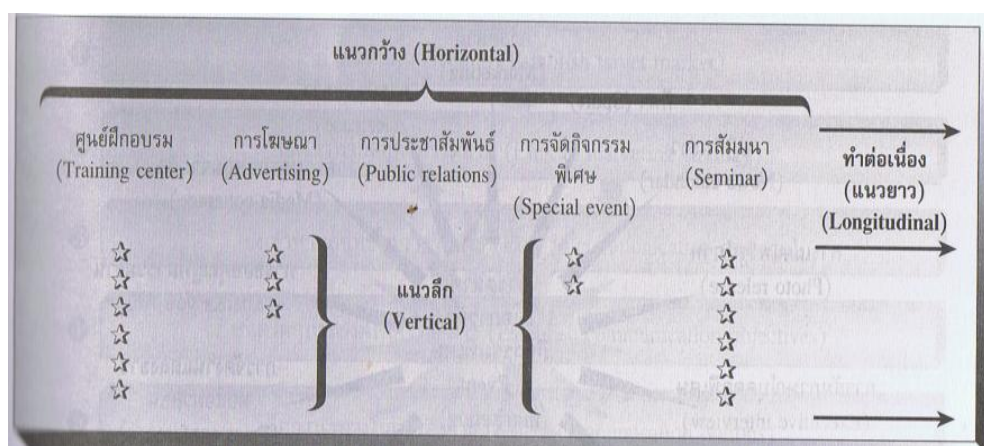 แนวกว้าง (Horizontal)
ศูนย์ฝึกอบรม
(Training center)
การโฆษณา
(Advertising)
การประชาสัมพันธ์
(Public relations)
การจัดกิจกรรม
พิเศษ
(Special event)
การสัมมนา
(Seminar)
ทำต่อเนื่อง
(แนวยาว)
(Longitudinal)
แนวลึก
(Vertical)